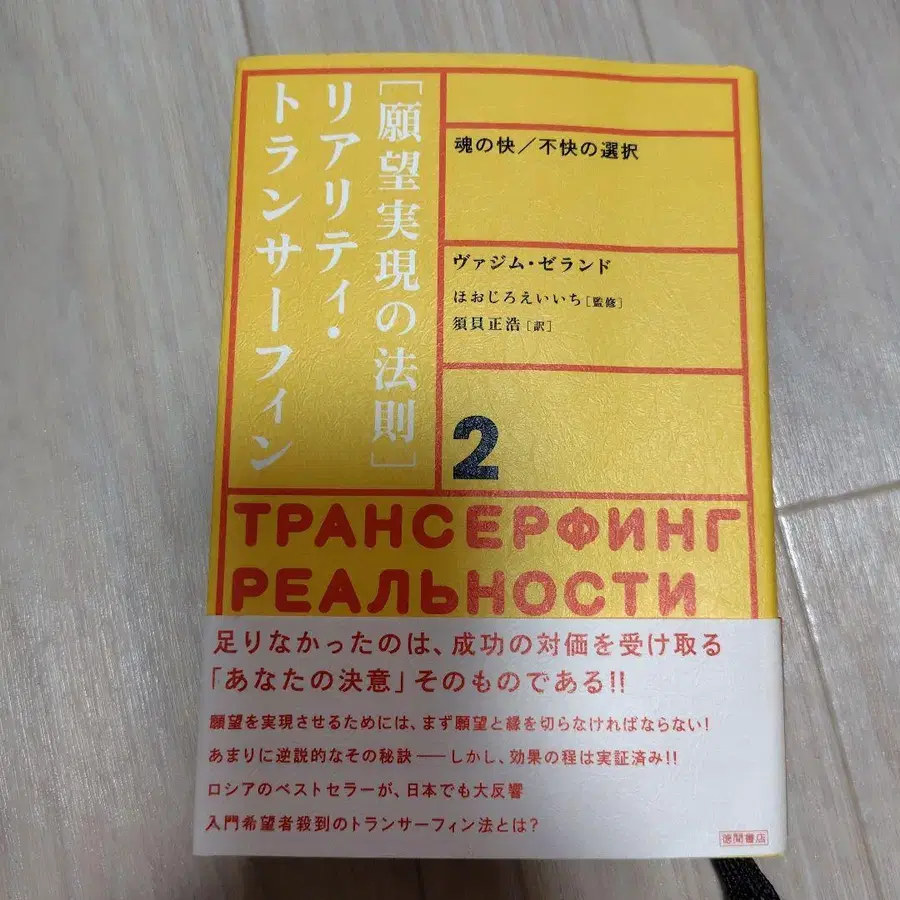 ［願望実現の法則］
リアリティ・
トランサーフィン
魂の快／不快の選択
ヴァジム・ゼランド
ほおじろえいいち［監修］
須貝正浩［訳］
2
ТРАНСЕРФИНГ
РЕАЛЬНОСТИ
足りなかったのは、成功の対価を受け取る
「あなたの決意」そのものである!!
願望を実現させるためには、まず願望と縁を切らなければならない!
あまりに逆説的なその秘訣——しかし、効果の程は実証済み!!
ロシアのベストセラーが、日本でも大反響
入門希望者殺到のトランサーフィン法とは?
徳間書店